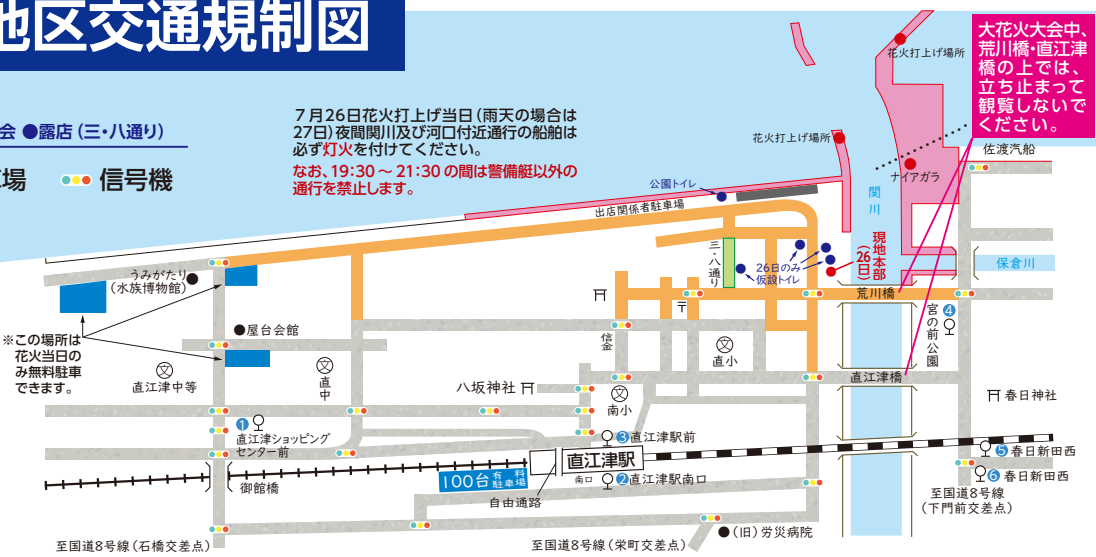 地区交通規制図
会 ●露店（三・八通り）
場 信号機
7月26日花火打上げ当日（雨天の場合は
27日）夜間関川及び河口付近通行の船舶は
必ず灯火を付けてください。
なお、19:30～21:30の間は警備艇以外の
通行を禁止します。
大花火大会中、
荒川橋・直江津
橋の上では、
立ち止まって
観覧しないで
ください。
花火打上げ場所
花火打上げ場所
佐渡汽船
ナイアガラ
関川
公園トイレ
出店関係者駐車場
三・八通り
26日のみ
仮設トイレ
現地本部
（26日）
保倉川
荒川橋
うみがたり
（水族博物館）
※この場所は
花火当日の
み無料駐車
できます。
屋台会館
直江津中等
文
直中
文
〒
信金
文
直小
宮の前公園
4
直江津橋
八坂神社
文
南小
春日神社
1
直江津ショッピング
センター前
3 直江津駅前
直江津駅
100台 有料駐車場
南口
2 直江津駅南口
自由通路
御館橋
5 春日新田西
6 春日新田西
至国道8号線
（下門前交差点）
（旧）労災病院
至国道8号線（石橋交差点）
至国道8号線（栄町交差点）